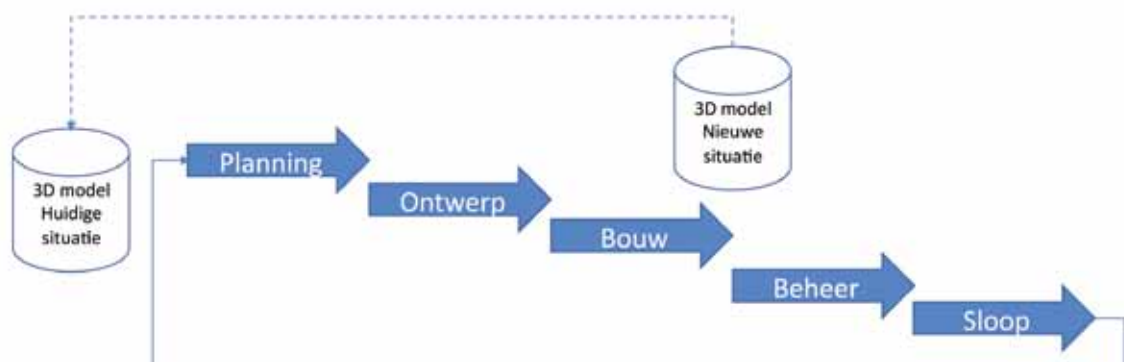 3D model
Nieuwe
situatie
3D model
Huidige
situatie
Planning
Ontwerp
Bouw
Beheer
Sloop